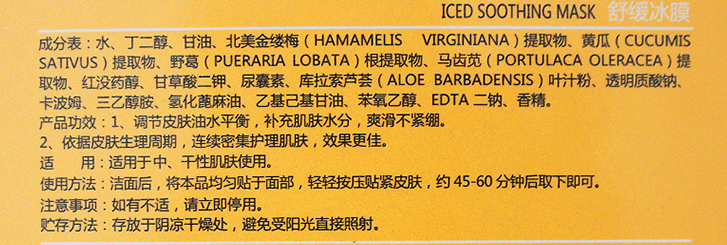 ICED SOOTHING MASK 舒缓冰膜
成分表：水、丁二醇、甘油、北美金缕梅（HAMAMELIS VIRGINIANA）提取物、黄瓜（CUCUMIS
SATIVUS）提取物、野葛（PUERARIA LOBATA）根提取物、马齿苋（PORTULACA OLERACEA）提
取物、红没药醇、甘草酸二钾、尿囊素、库拉索芦荟（ALOE BARBADENSIS）叶汁粉、透明质酸钠、
卡波姆、三乙醇胺、氢化蓖麻油、乙基己基甘油、苯氧乙醇、EDTA 二钠、香精。
产品功效：1、调节皮肤油水平衡，补充肌肤水分，爽滑不紧绷。
2、依据皮肤生理周期，连续密集护理肌肤，效果更佳。
适 用：适用于中、干性肌肤使用。
使用方法：洁面后，将本品均匀贴于面部，轻轻按压贴紧皮肤，约 45-60 分钟后取下即可。
注意事项：如有不适，请立即停用。
贮存方法：存放于阴凉干燥处，避免受阳光直接照射。